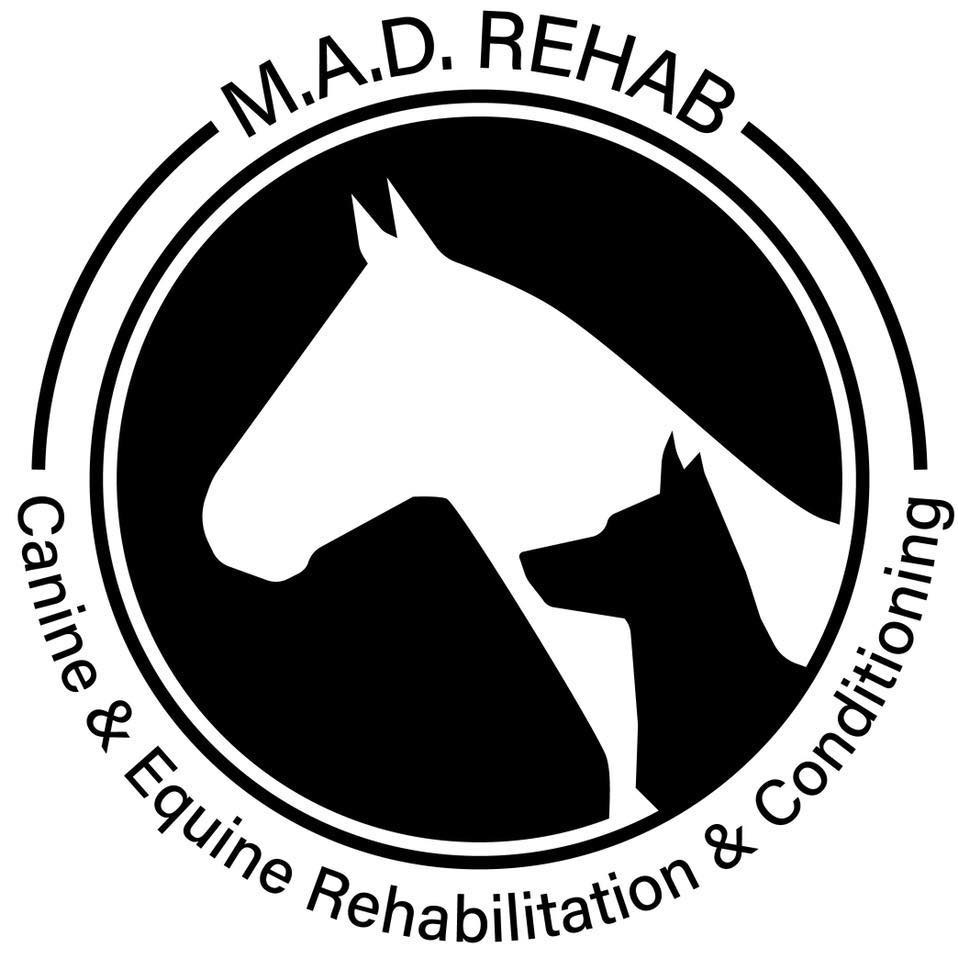 M.A.D. REHAB
Canine & Equine Rehabilitation & Conditioning